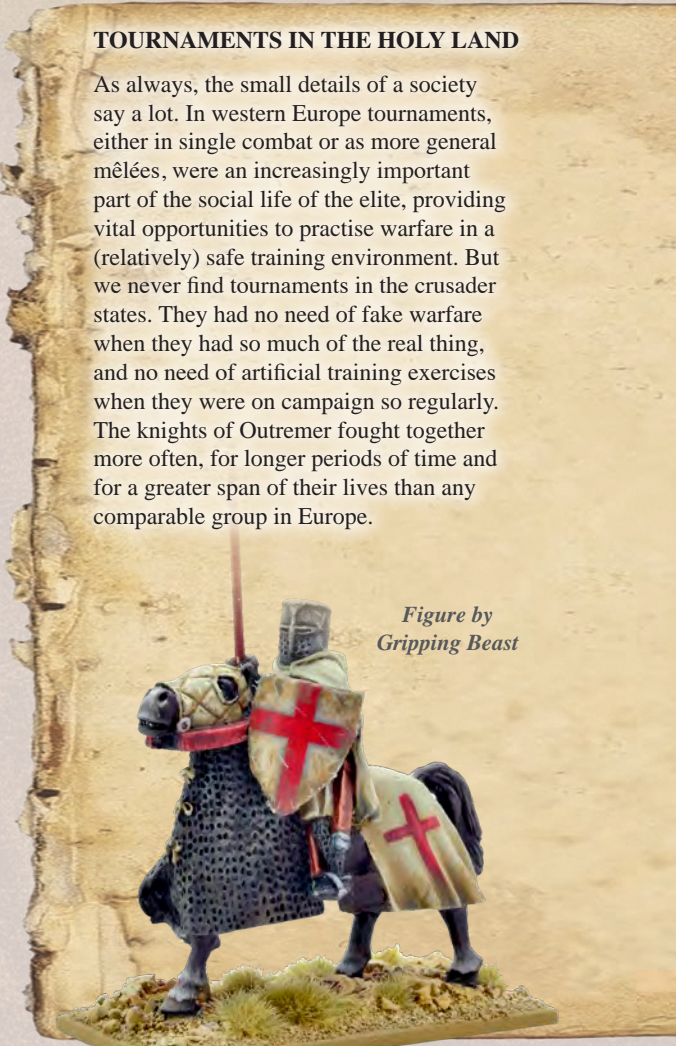 TOURNAMENTS IN THE HOLY LAND
As always, the small details of a society
say a lot. In western Europe tournaments,
either in single combat or as more general
mêlées, were an increasingly important
part of the social life of the elite, providing
vital opportunities to practise warfare in a
(relatively) safe training environment. But
we never find tournaments in the crusader
states. They had no need of fake warfare
when they had so much of the real thing,
and no need of artificial training exercises
when they were on campaign so regularly.
The knights of Outremer fought together
more often, for longer periods of time and
for a greater span of their lives than any
comparable group in Europe.
Figure by
Gripping Beast